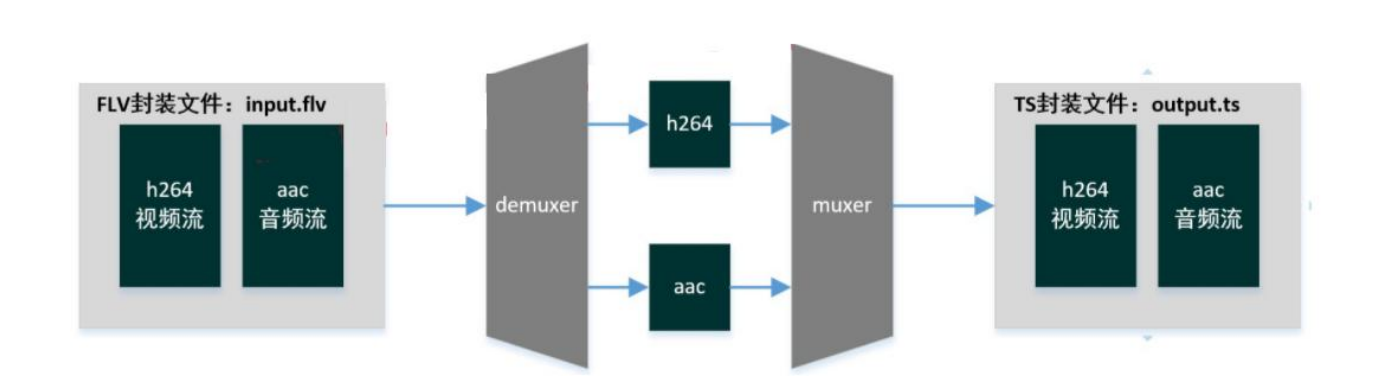 FLV封装文件：input.flv
h264
视频流
aac
音频流
demuxer
h264
aac
muxer
TS封装文件：output.ts
h264
视频流
aac
音频流